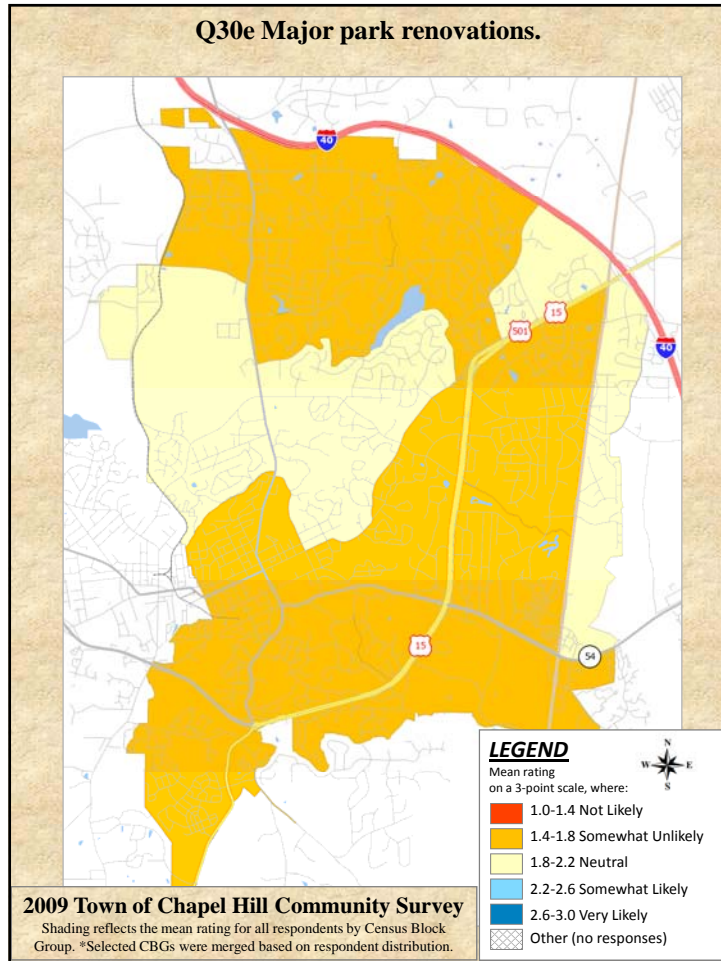 Q30e Major park renovations.
40
15
501
40
15
54
LEGEND
Mean rating
on a 3-point scale, where:
N
W E
S
1.0-1.4 Not Likely
1.4-1.8 Somewhat Unlikely
1.8-2.2 Neutral
2.2-2.6 Somewhat Likely
2.6-3.0 Very Likely
Other (no responses)
2009 Town of Chapel Hill Community Survey
Shading reflects the mean rating for all respondents by Census Block
Group. *Selected CBGs were merged based on respondent distribution.